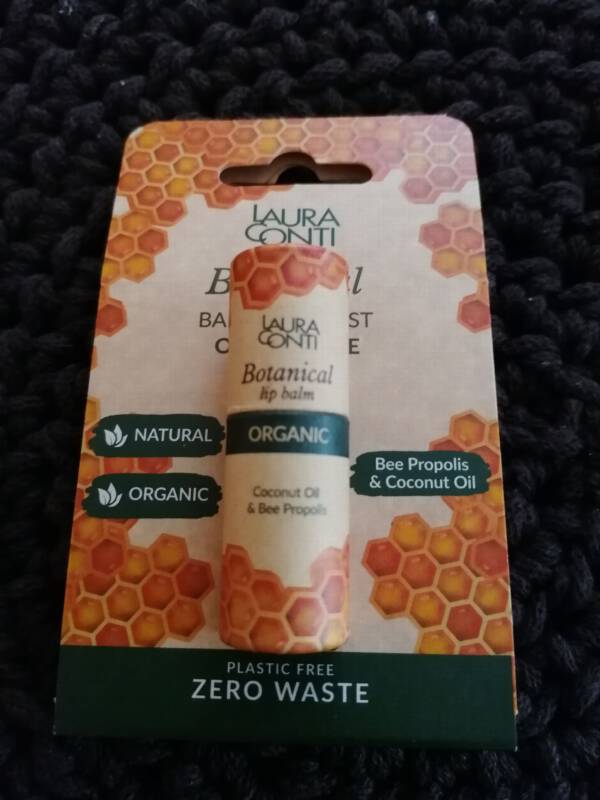 LAURA
CONTI
LAURA
CONTI
Botanical
lip balm
ORGANIC
Coconut Oil
& Bee Propolis
NATURAL
ORGANIC
Bee Propolis
& Coconut Oil
PLASTIC FREE
ZERO WASTE